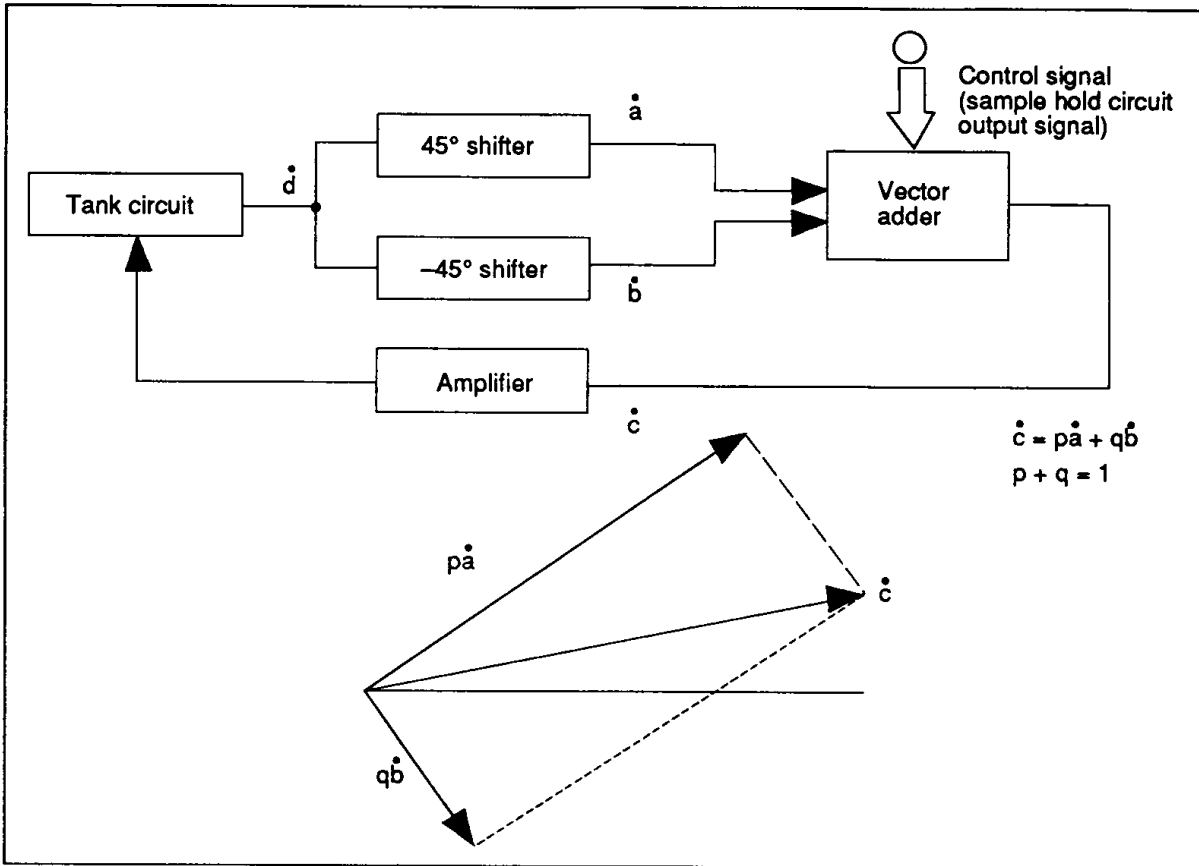 Control signal
(sample hold circuit
output signal)
ȧ
45° shifter
ḋ
Tank circuit
Vector
adder
–45° shifter
ḃ
Amplifier
ċ
ċ = pȧ + qḃ
p + q = 1
pȧ
ċ
qḃ